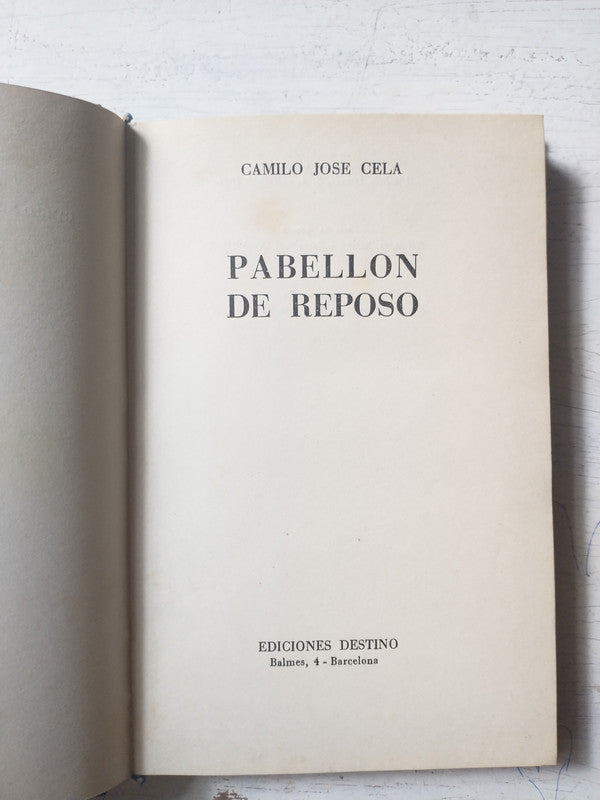 CAMILO JOSE CELA
PABELLON
DE REPOSO
EDICIONES DESTINO
Balmes, 4 - Barcelona